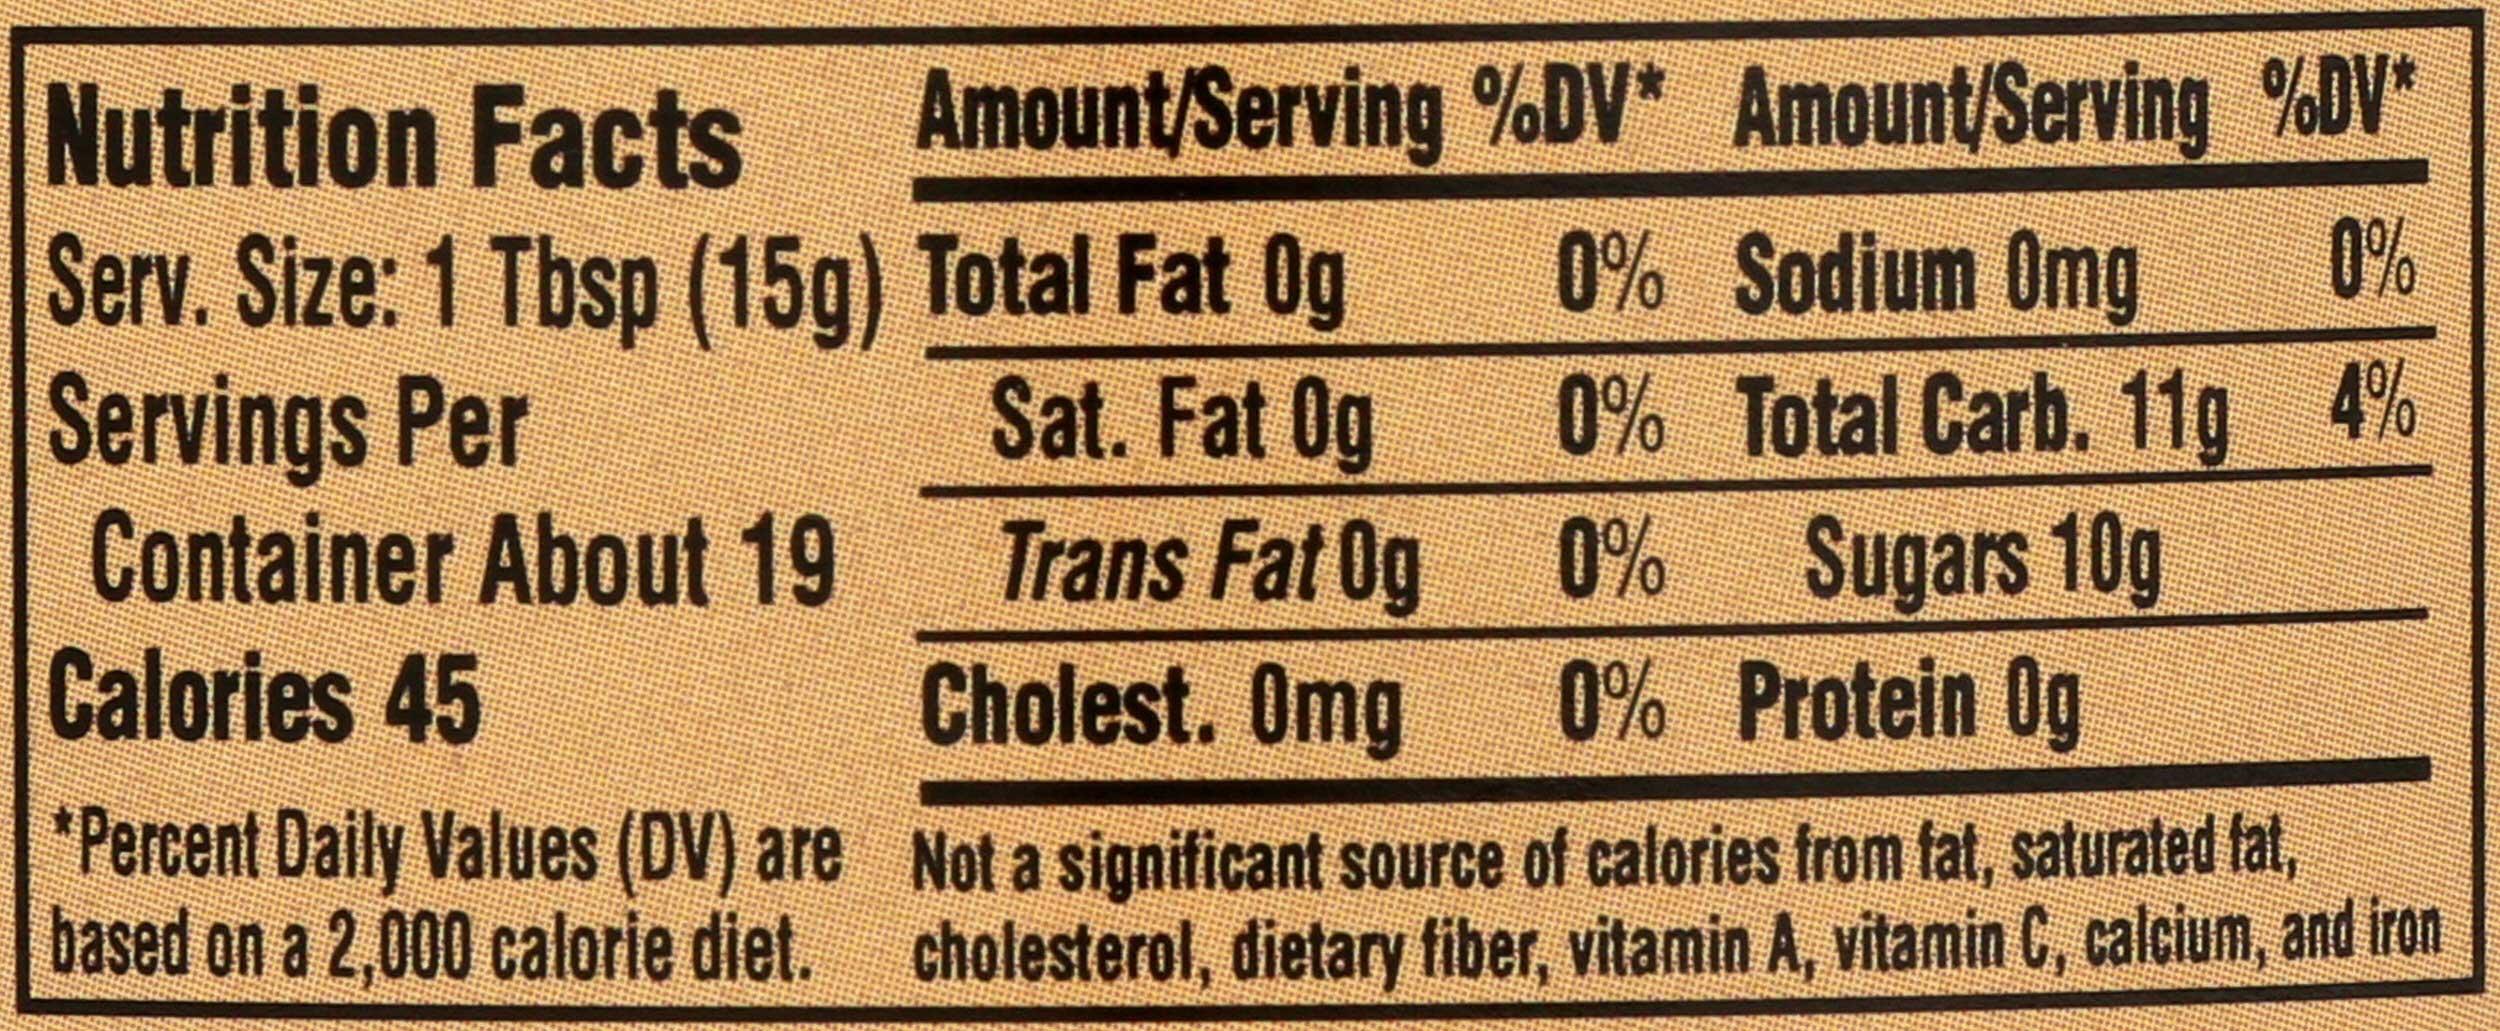 Nutrition Facts
Serv. Size: 1 Tbsp (15g)
Servings Per
Container About 19
Calories 45
*Percent Daily Values (DV) are
based on a 2,000 calorie diet.
Amount/Serving %DV* Amount/Serving %DV*
Total Fat 0g 0% Sodium 0mg 0%
Sat. Fat 0g 0% Total Carb. 11g 4%
Trans Fat 0g 0% Sugars 10g
Cholest. 0mg 0% Protein 0g
Not a significant source of calories from fat, saturated fat,
cholesterol, dietary fiber, vitamin A, vitamin C, calcium, and iron